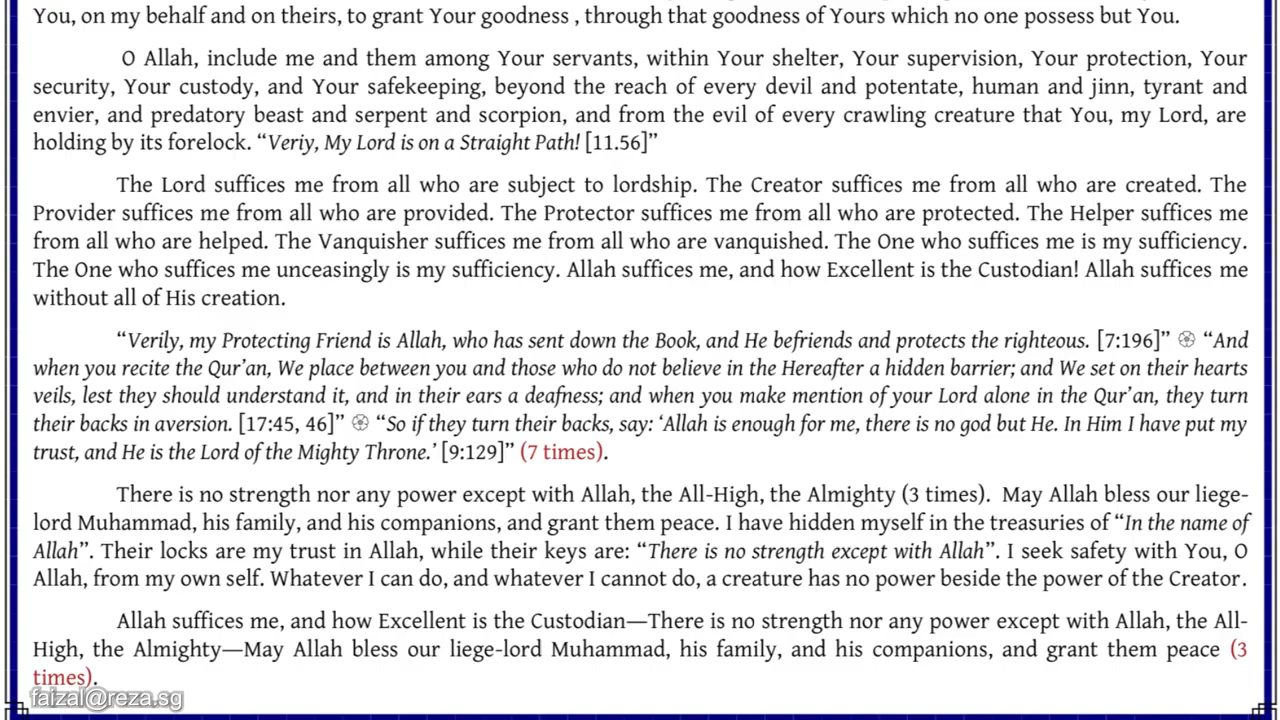 You, on my behalf and on theirs, to grant Your goodness , through that goodness of Yours which no one possess but You.
O Allah, include me and them among Your servants, within Your shelter, Your supervision, Your protection, Your
security, Your custody, and Your safekeeping, beyond the reach of every devil and potentate, human and jinn, tyrant and
envier, and predatory beast and serpent and scorpion, and from the evil of every crawling creature that You, my Lord, are
holding by its forelock. “Veriy, My Lord is on a Straight Path! [11.56]”
The Lord suffices me from all who are subject to lordship. The Creator suffices me from all who are created. The
Provider suffices me from all who are provided. The Protector suffices me from all who are protected. The Helper suffices me
from all who are helped. The Vanquisher suffices me from all who are vanquished. The One who suffices me is my sufficiency.
The One who suffices me unceasingly is my sufficiency. Allah suffices me, and how Excellent is the Custodian! Allah suffices me
without all of His creation.
“Verily, my Protecting Friend is Allah, who has sent down the Book, and He befriends and protects the righteous. [7:196]” ۞ “And
when you recite the Qur’an, We place between you and those who do not believe in the Hereafter a hidden barrier; and We set on their hearts
veils, lest they should understand it, and in their ears a deafness; and when you make mention of your Lord alone in the Qur’an, they turn
their backs in aversion. [17:45, 46]” ۞ “So if they turn their backs, say: ‘Allah is enough for me, there is no god but He. In Him I have put my
trust, and He is the Lord of the Mighty Throne.’ [9:129]” (7 times).
There is no strength nor any power except with Allah, the All-High, the Almighty (3 times). May Allah bless our liege-
lord Muhammad, his family, and his companions, and grant them peace. I have hidden myself in the treasuries of “In the name of
Allah”. Their locks are my trust in Allah, while their keys are: “There is no strength except with Allah”. I seek safety with You, O
Allah, from my own self. Whatever I can do, and whatever I cannot do, a creature has no power beside the power of the Creator.
Allah suffices me, and how Excellent is the Custodian—There is no strength nor any power except with Allah, the All-
High, the Almighty—May Allah bless our liege-lord Muhammad, his family, and his companions, and grant them peace (3
times).
faizal@reza.sg